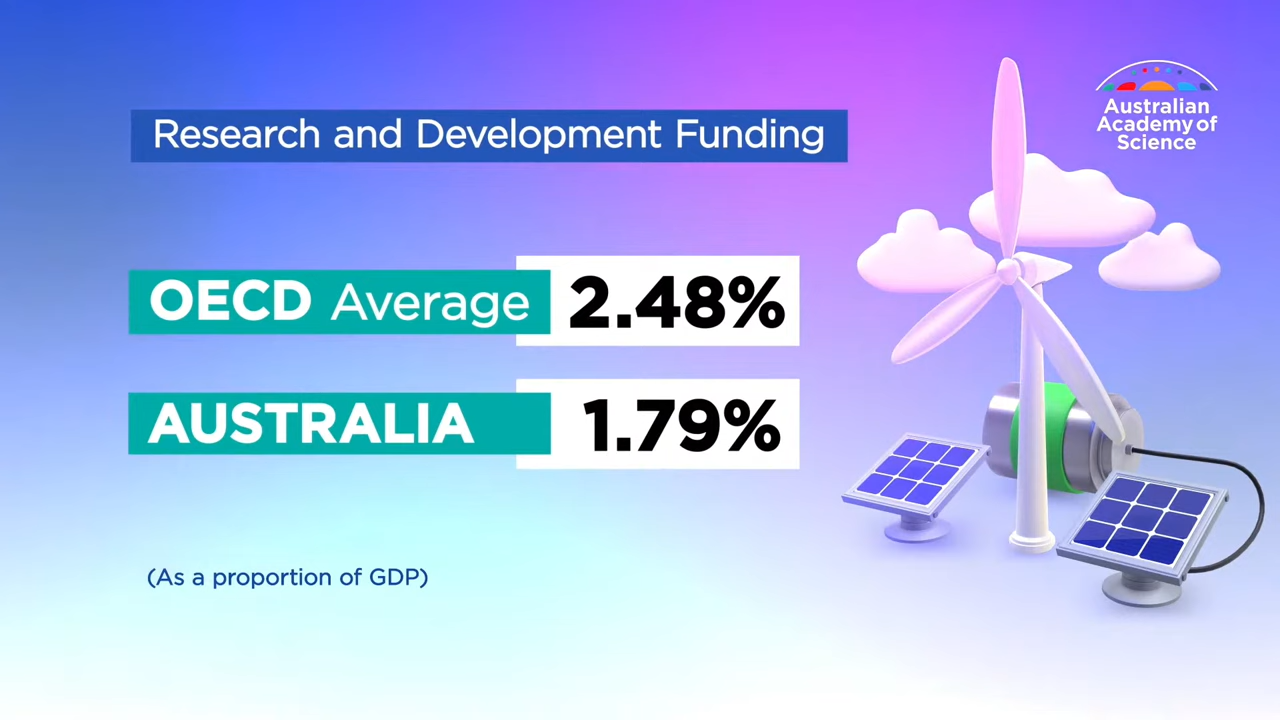 Research and Development Funding
Australian
Academy of
Science
OECD Average 2.48%
AUSTRALIA 1.79%
(As a proportion of GDP)